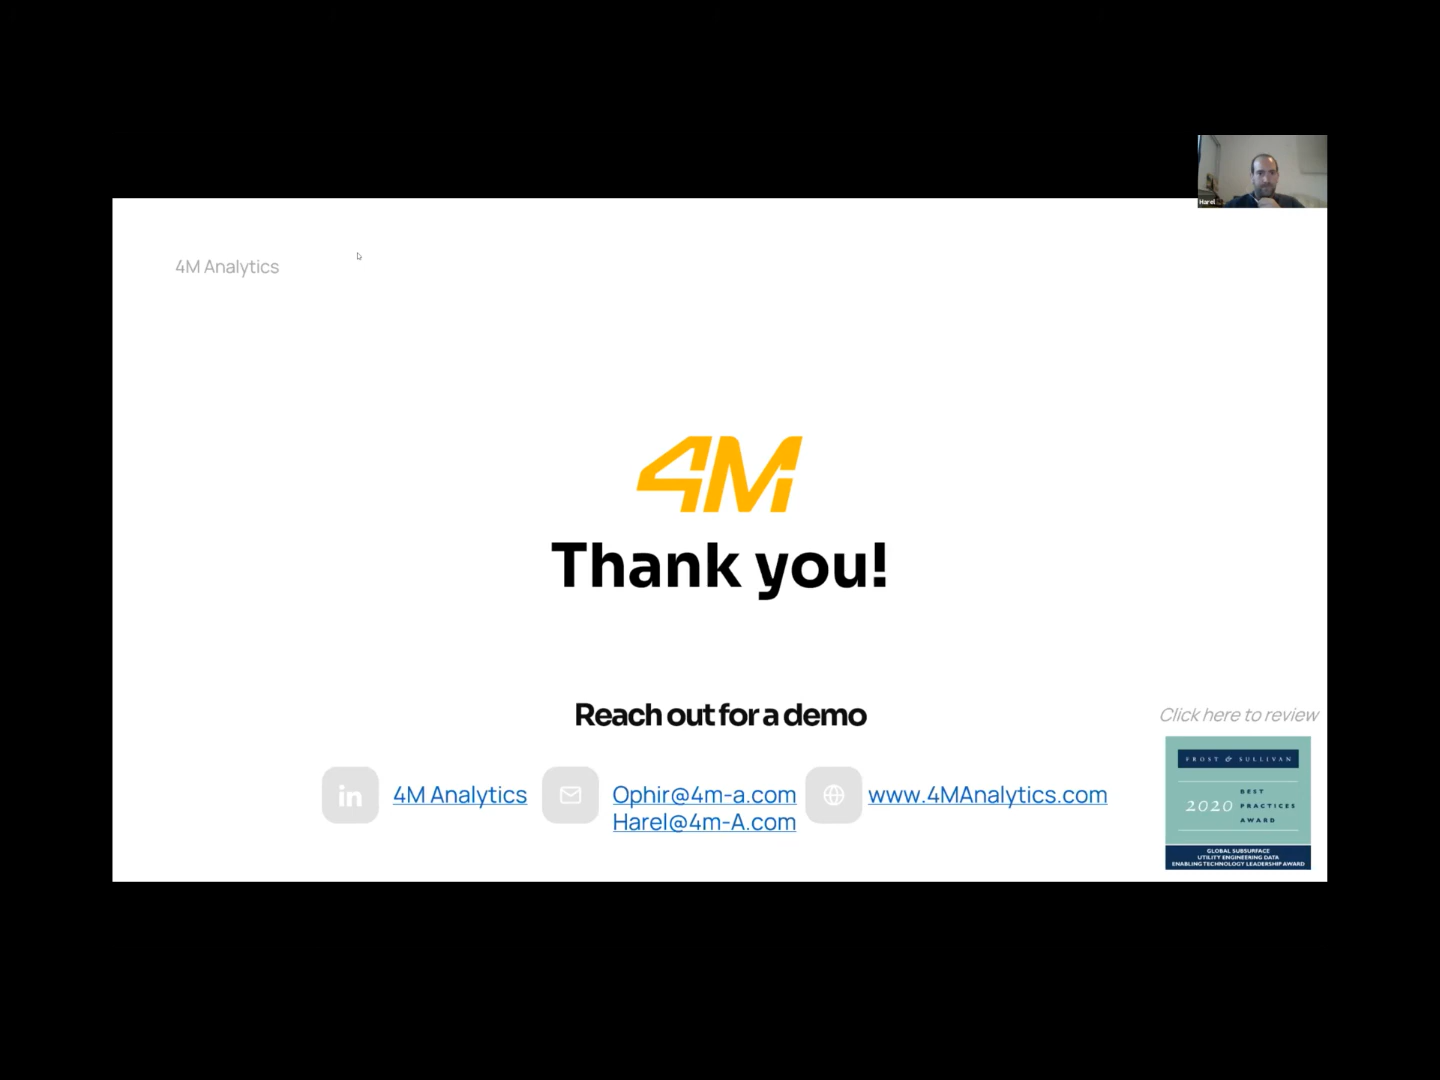 Harel
4M Analytics
4M
Thank you!
Reach out for a demo
Click here to review
4M Analytics
Ophir@4m-a.com
Harel@4m-A.com
www.4MAnalytics.com
FROST & SULLIVAN
2020
BEST
PRACTICES
AWARD
GLOBAL SUBSURFACE
UTILITY ENGINEERING DATA
ENABLING TECHNOLOGY LEADERSHIP AWARD